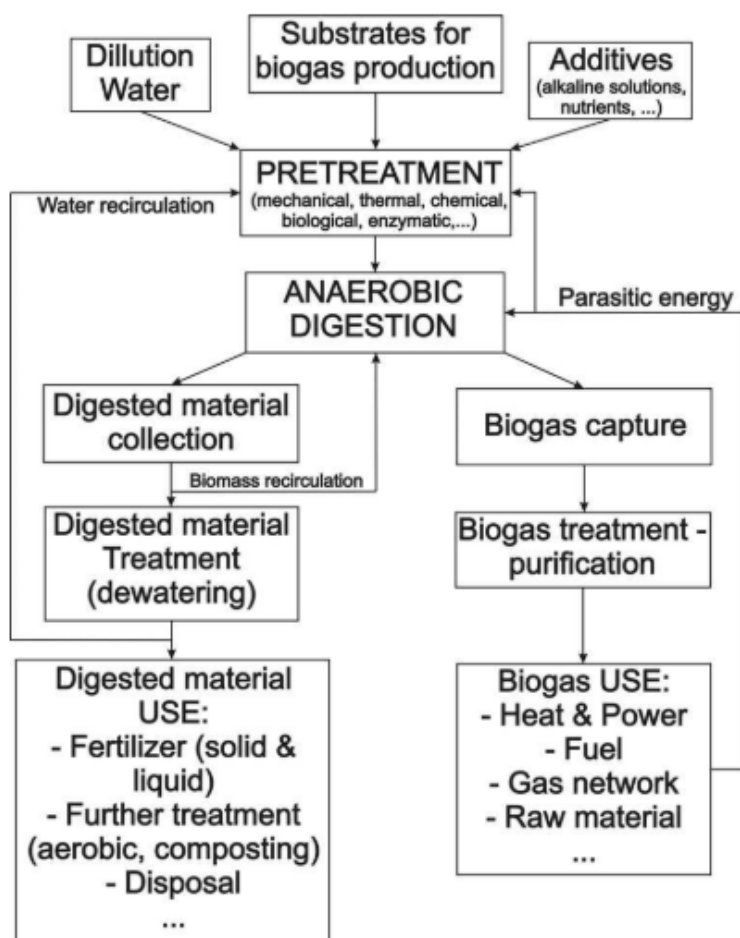 Dillution
Water
Substrates for
biogas production
Additives
(alkaline solutions,
nutrients, ...)
PRETREATMENT
(mechanical, thermal, chemical,
biological, enzymatic,...)
Water recirculation
ANAEROBIC
DIGESTION
Parasitic energy
Digested material
collection
Biogas capture
Biomass recirculation
Digested material
Treatment
(dewatering)
Biogas treatment -
purification
Digested material
USE:
- Fertilizer (solid &
liquid)
- Further treatment
(aerobic, composting)
- Disposal
...
Biogas USE:
- Heat & Power
- Fuel
- Gas network
- Raw material
...